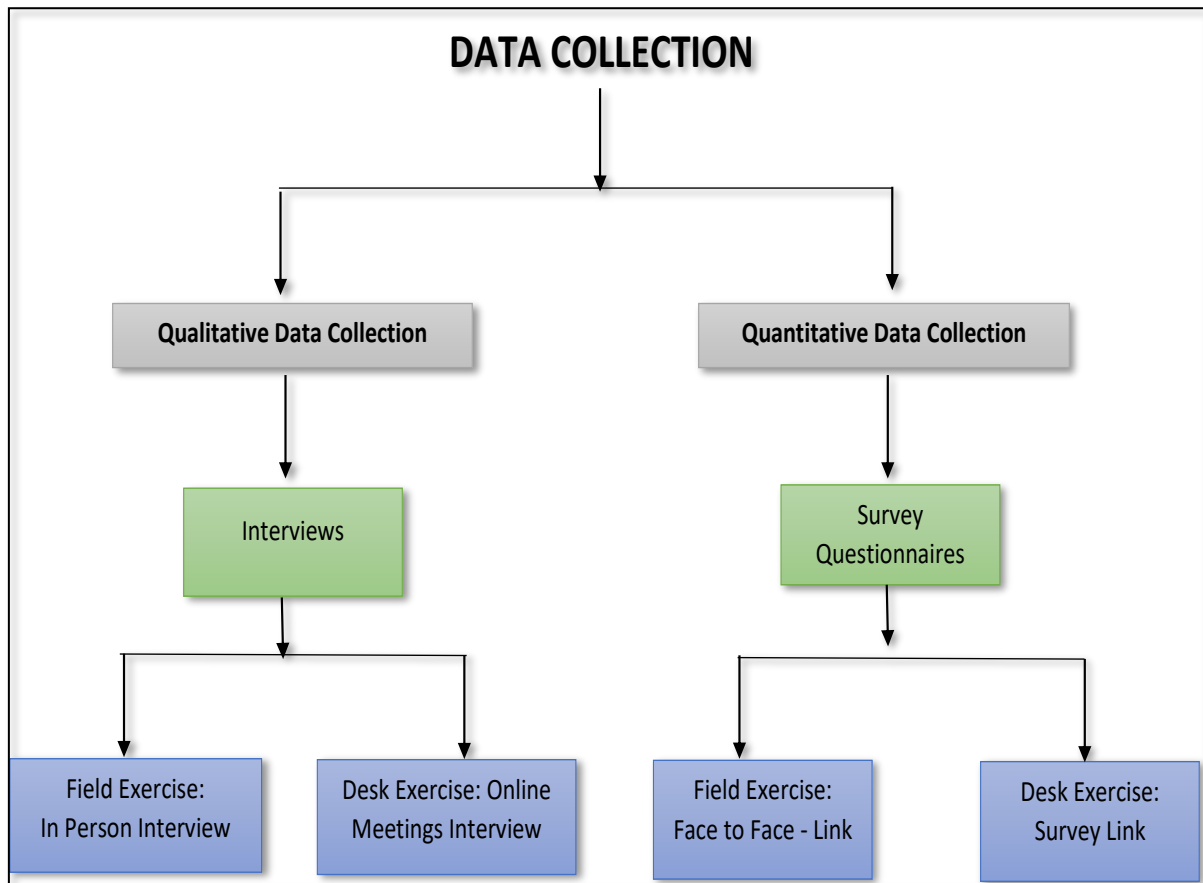 DATA COLLECTION
Qualitative Data Collection
Quantitative Data Collection
Interviews
Survey
Questionnaires
Field Exercise:
In Person Interview
Desk Exercise: Online
Meetings Interview
Field Exercise:
Face to Face - Link
Desk Exercise:
Survey Link